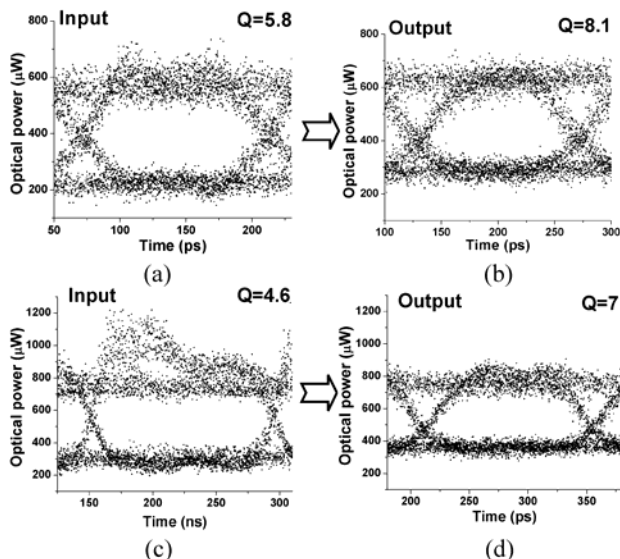 Input Q=5.8
Optical power (µW)
800
600
400
200
50 100 150 200
Time (ps)
(a)
Output Q=8.1
Optical power (µW)
800
600
400
200
100 150 200 250 300
Time (ps)
(b)
Input Q=4.6
Optical power (µW)
1200
1000
800
600
400
200
150 200 250 300
Time (ns)
(c)
Output Q=7
Optical power (µW)
1200
1000
800
600
400
200
200 250 300 350
Time (ps)
(d)